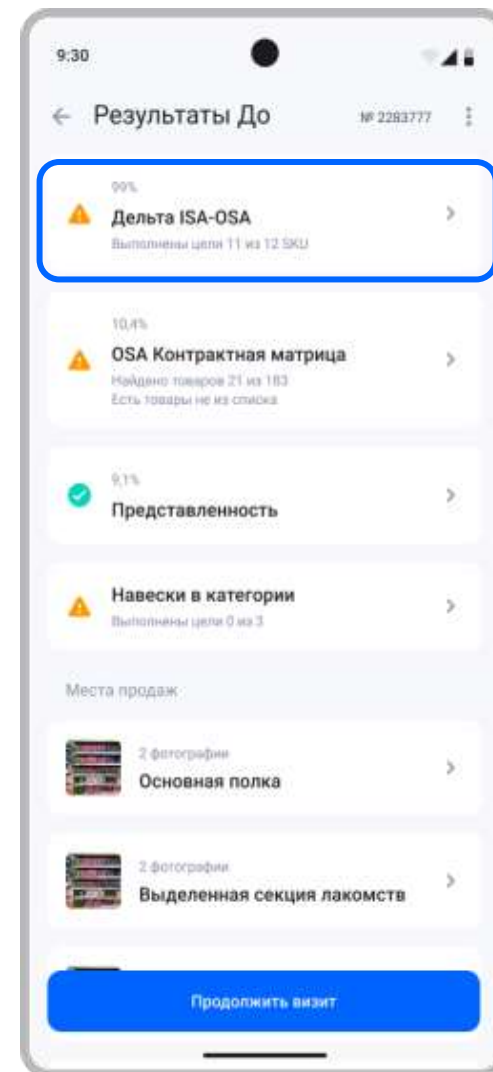 9:30
Результаты До
№ 2283777
99%
Дельта ISA-OSA
Выполнены цели 11 из 12 SKU
10,4%
OSA Контрактная матрица
Найдено товаров 21 из 183
Есть товары не из списка
9,1%
Представленность
Навески в категории
Выполнены цели 0 из 3
Места продаж
2 фотографии
Основная полка
2 фотографии
Выделенная секция лакомств
Продолжить визит